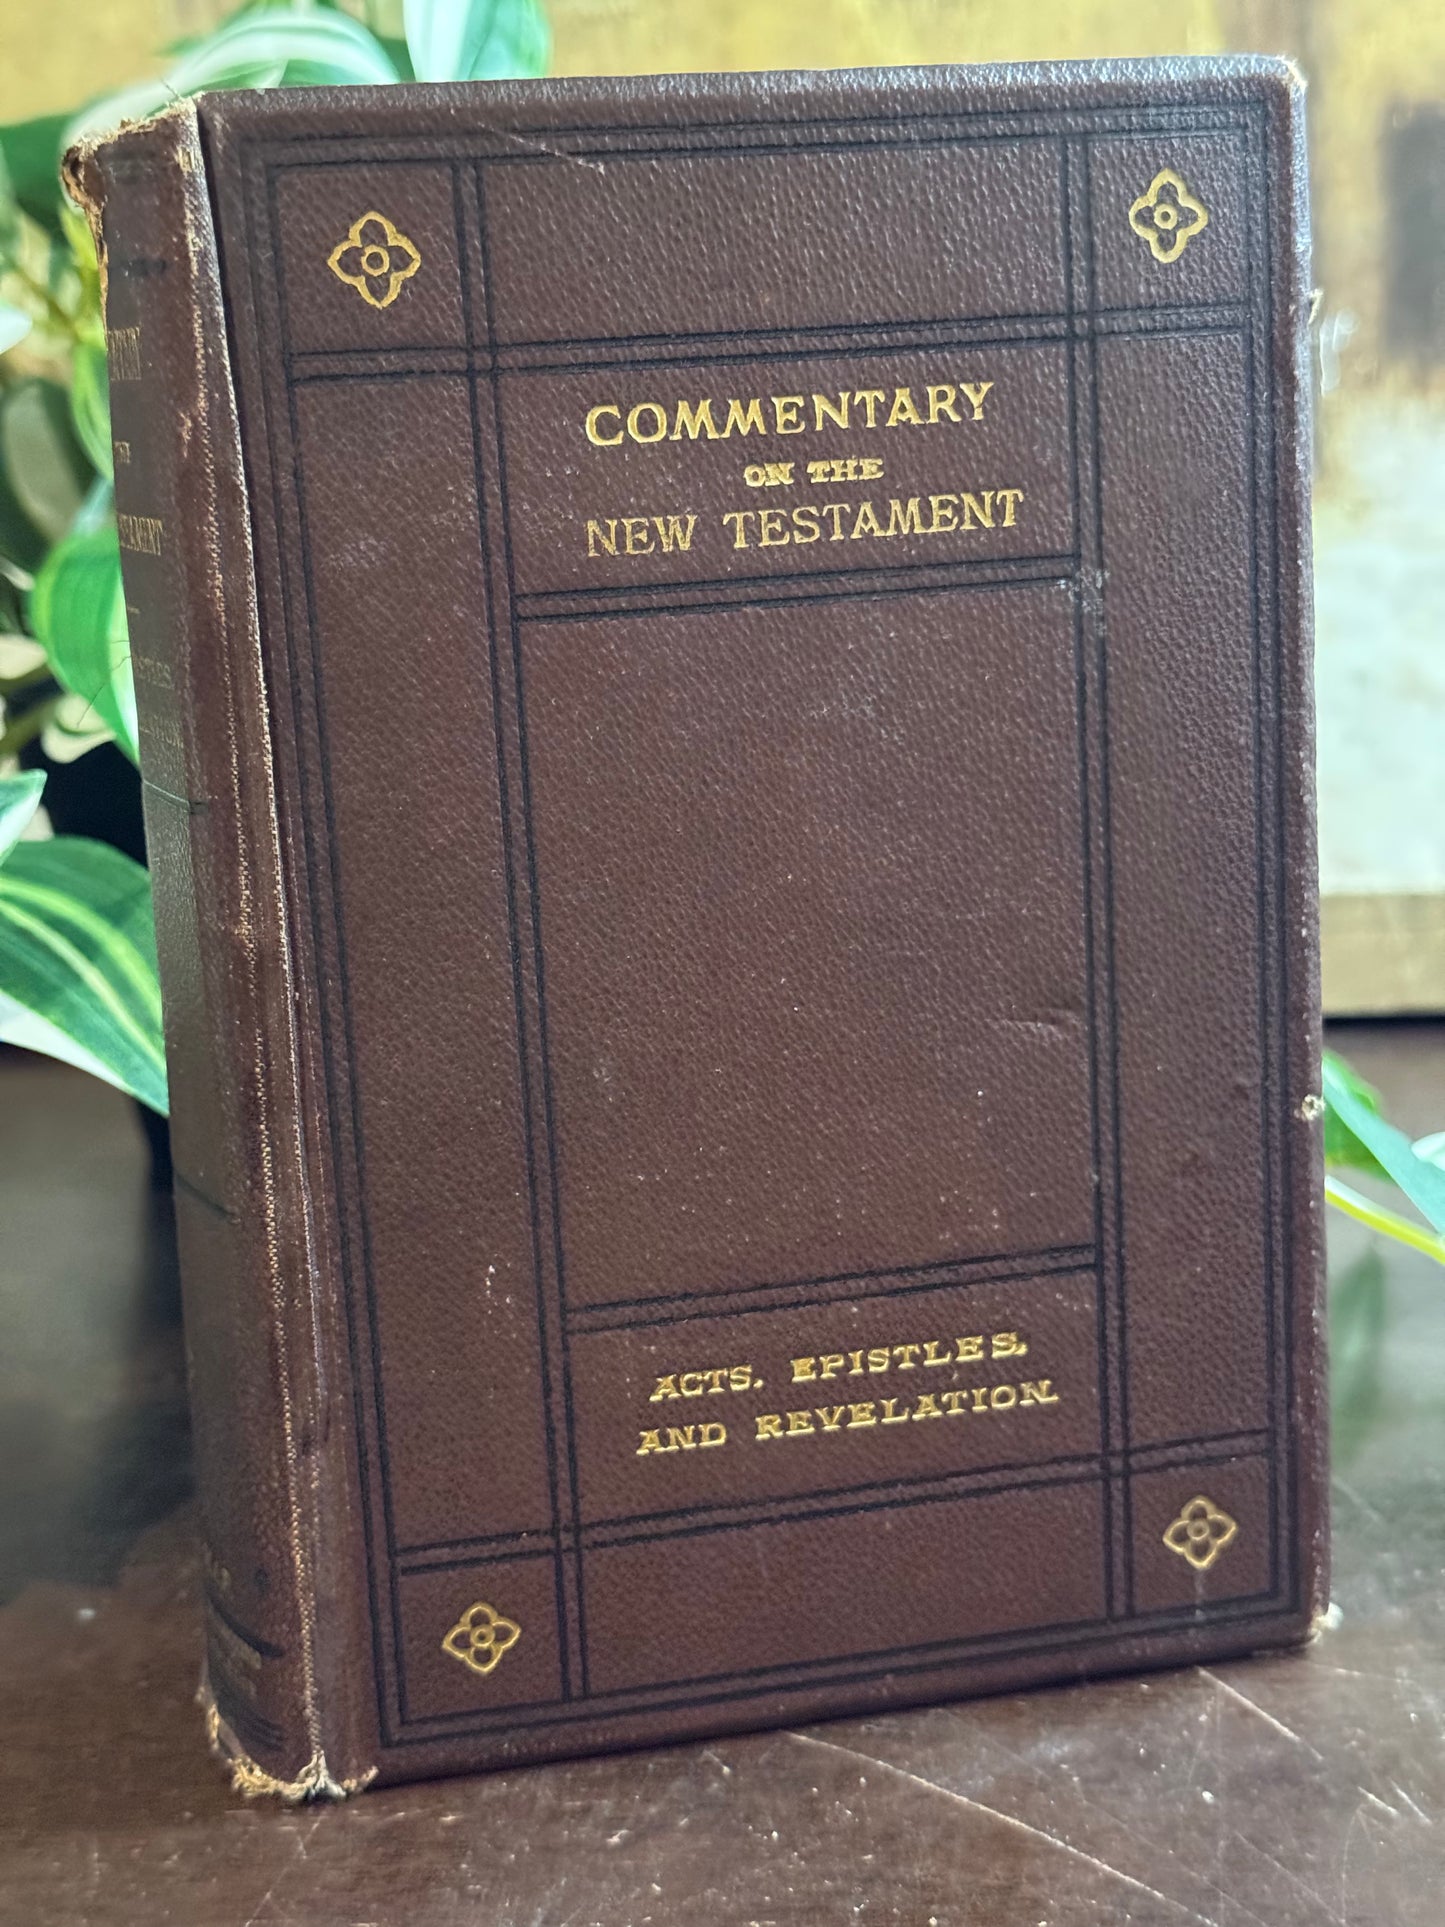 COMMENTARY
ON THE
NEW TESTAMENT
ACTS, EPISTLES,
AND REVELATION.